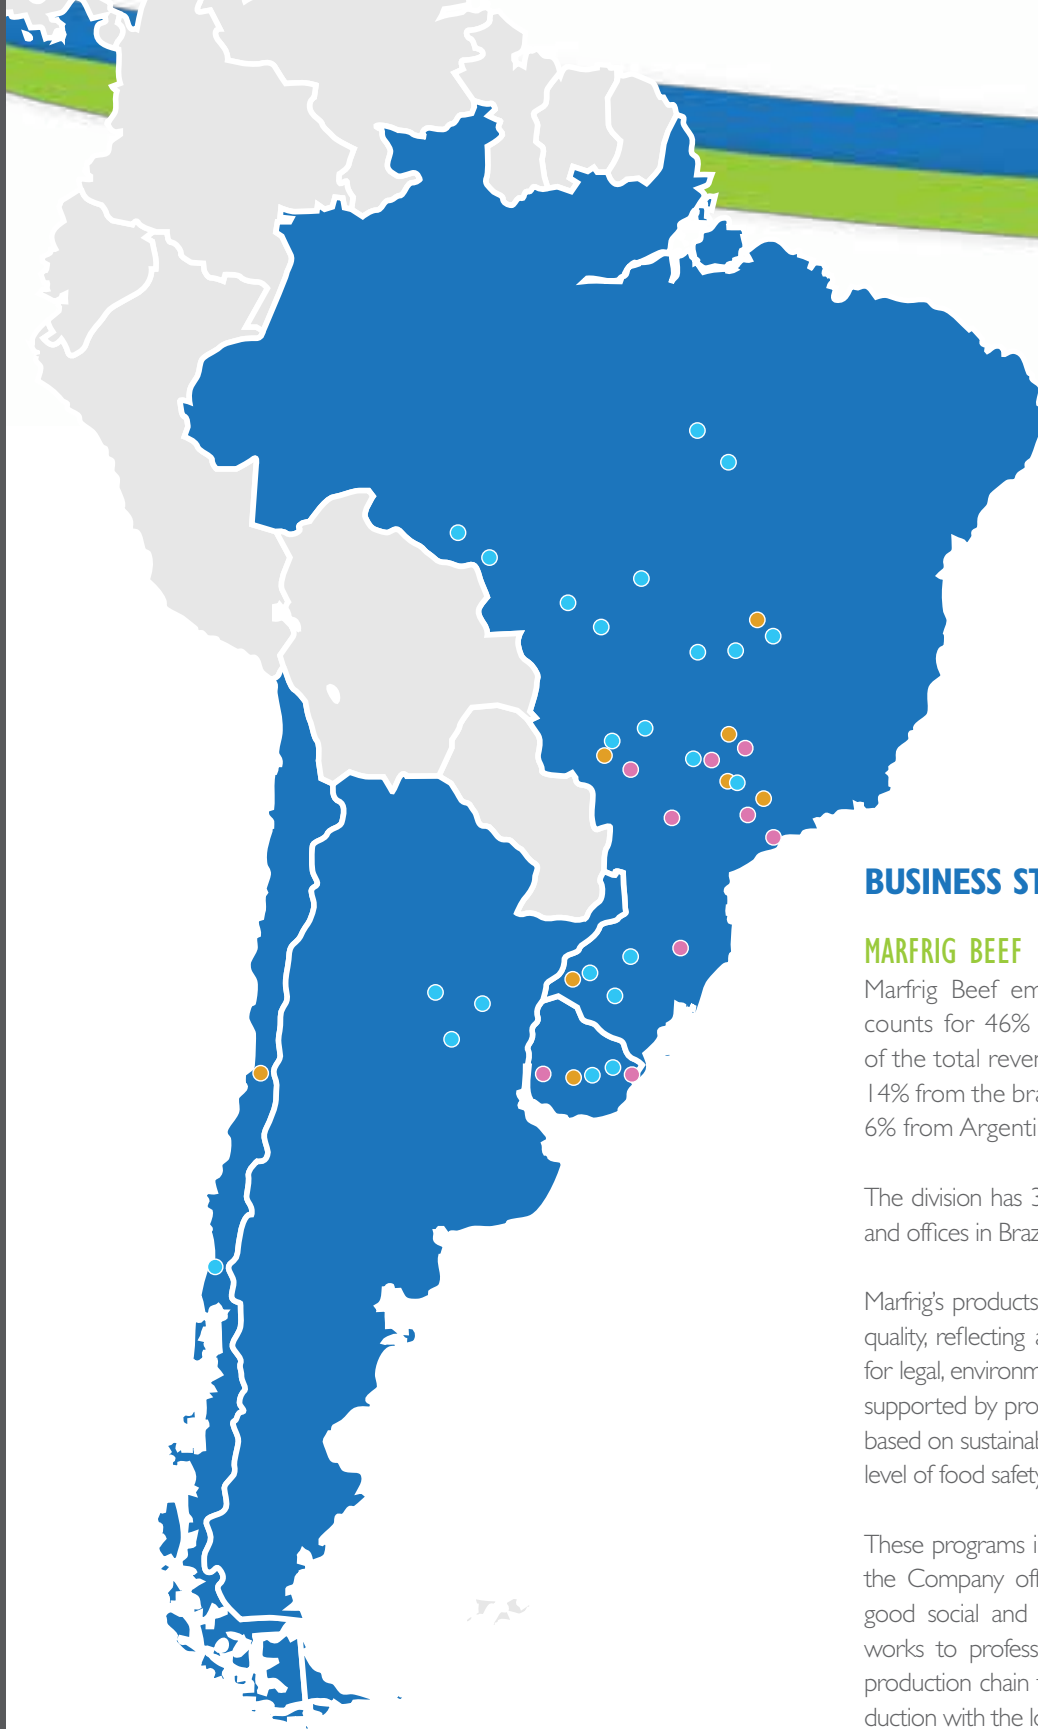 BUSINESS ST
MARFRIG BEEF
Marfrig Beef em
counts for 46%
of the total rever
14% from the bra
6% from Argenti
The division has 3
and offices in Braz
Marfrig's products
quality, reflecting a
for legal, environm
supported by pro
based on sustainab
level of food safety
These programs i
the Company off
good social and
works to profess
production chain
duction with the lo